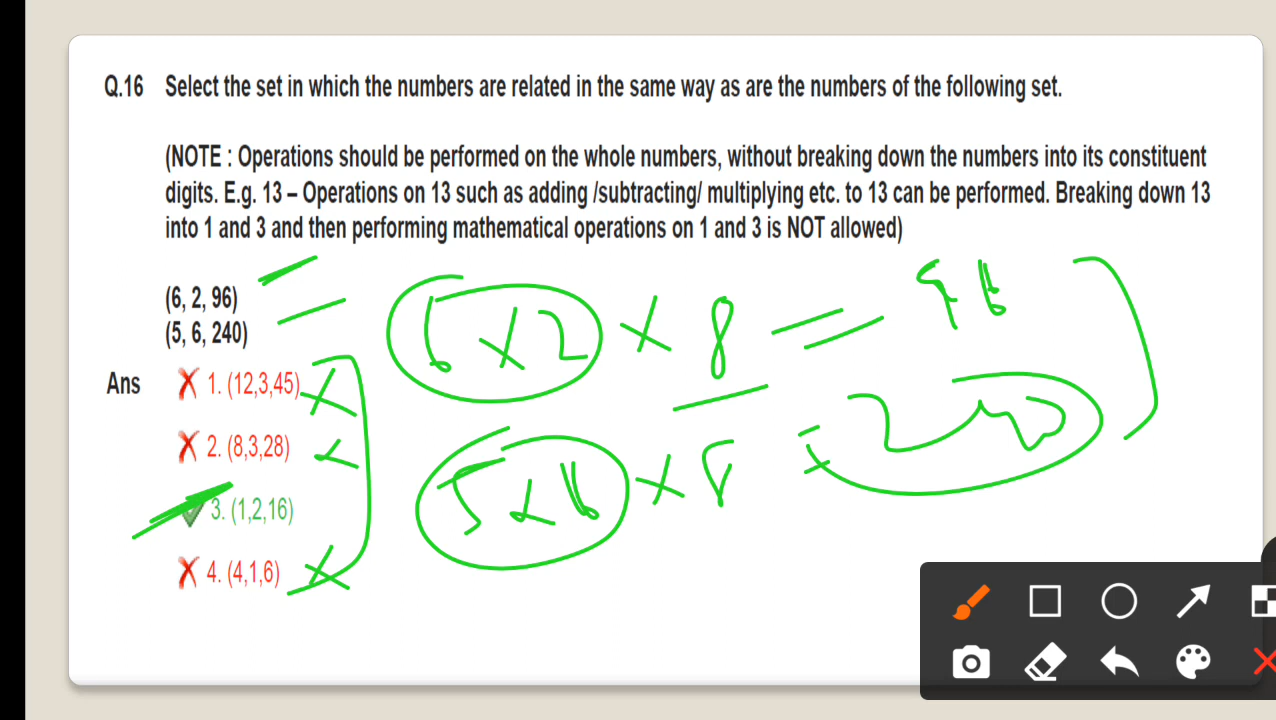 Q.16 Select the set in which the numbers are related in the same way as are the numbers of the following set.
(NOTE : Operations should be performed on the whole numbers, without breaking down the numbers into its constituent
digits. E.g. 13 – Operations on 13 such as adding /subtracting/ multiplying etc. to 13 can be performed. Breaking down 13
into 1 and 3 and then performing mathematical operations on 1 and 3 is NOT allowed)
(6, 2, 96)
(5, 6, 240)
6 × 2 × 8 = 96
Ans 1. (12,3,45)
2. (8,3,28)
5 × 6 × 8 = 240
3. (1,2,16)
4. (4,1,6)